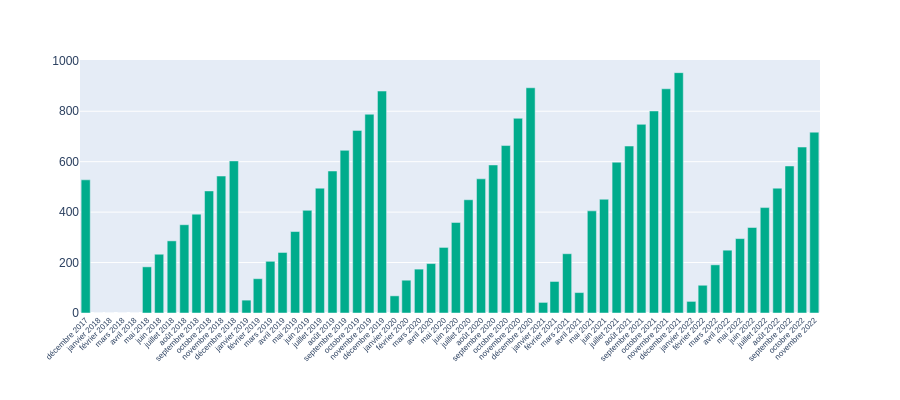 1000
800
600
400
200
0
décembre 2017
janvier 2018
février 2018
mars 2018
avril 2018
mai 2018
juin 2018
juillet 2018
août 2018
septembre 2018
octobre 2018
novembre 2018
décembre 2018
janvier 2019
février 2019
mars 2019
avril 2019
mai 2019
juin 2019
juillet 2019
août 2019
septembre 2019
octobre 2019
novembre 2019
décembre 2019
janvier 2020
février 2020
mars 2020
avril 2020
mai 2020
juin 2020
juillet 2020
août 2020
septembre 2020
octobre 2020
novembre 2020
décembre 2020
janvier 2021
février 2021
mars 2021
avril 2021
mai 2021
juin 2021
juillet 2021
août 2021
septembre 2021
octobre 2021
novembre 2021
décembre 2021
janvier 2022
février 2022
mars 2022
avril 2022
mai 2022
juin 2022
juillet 2022
août 2022
septembre 2022
octobre 2022
novembre 2022